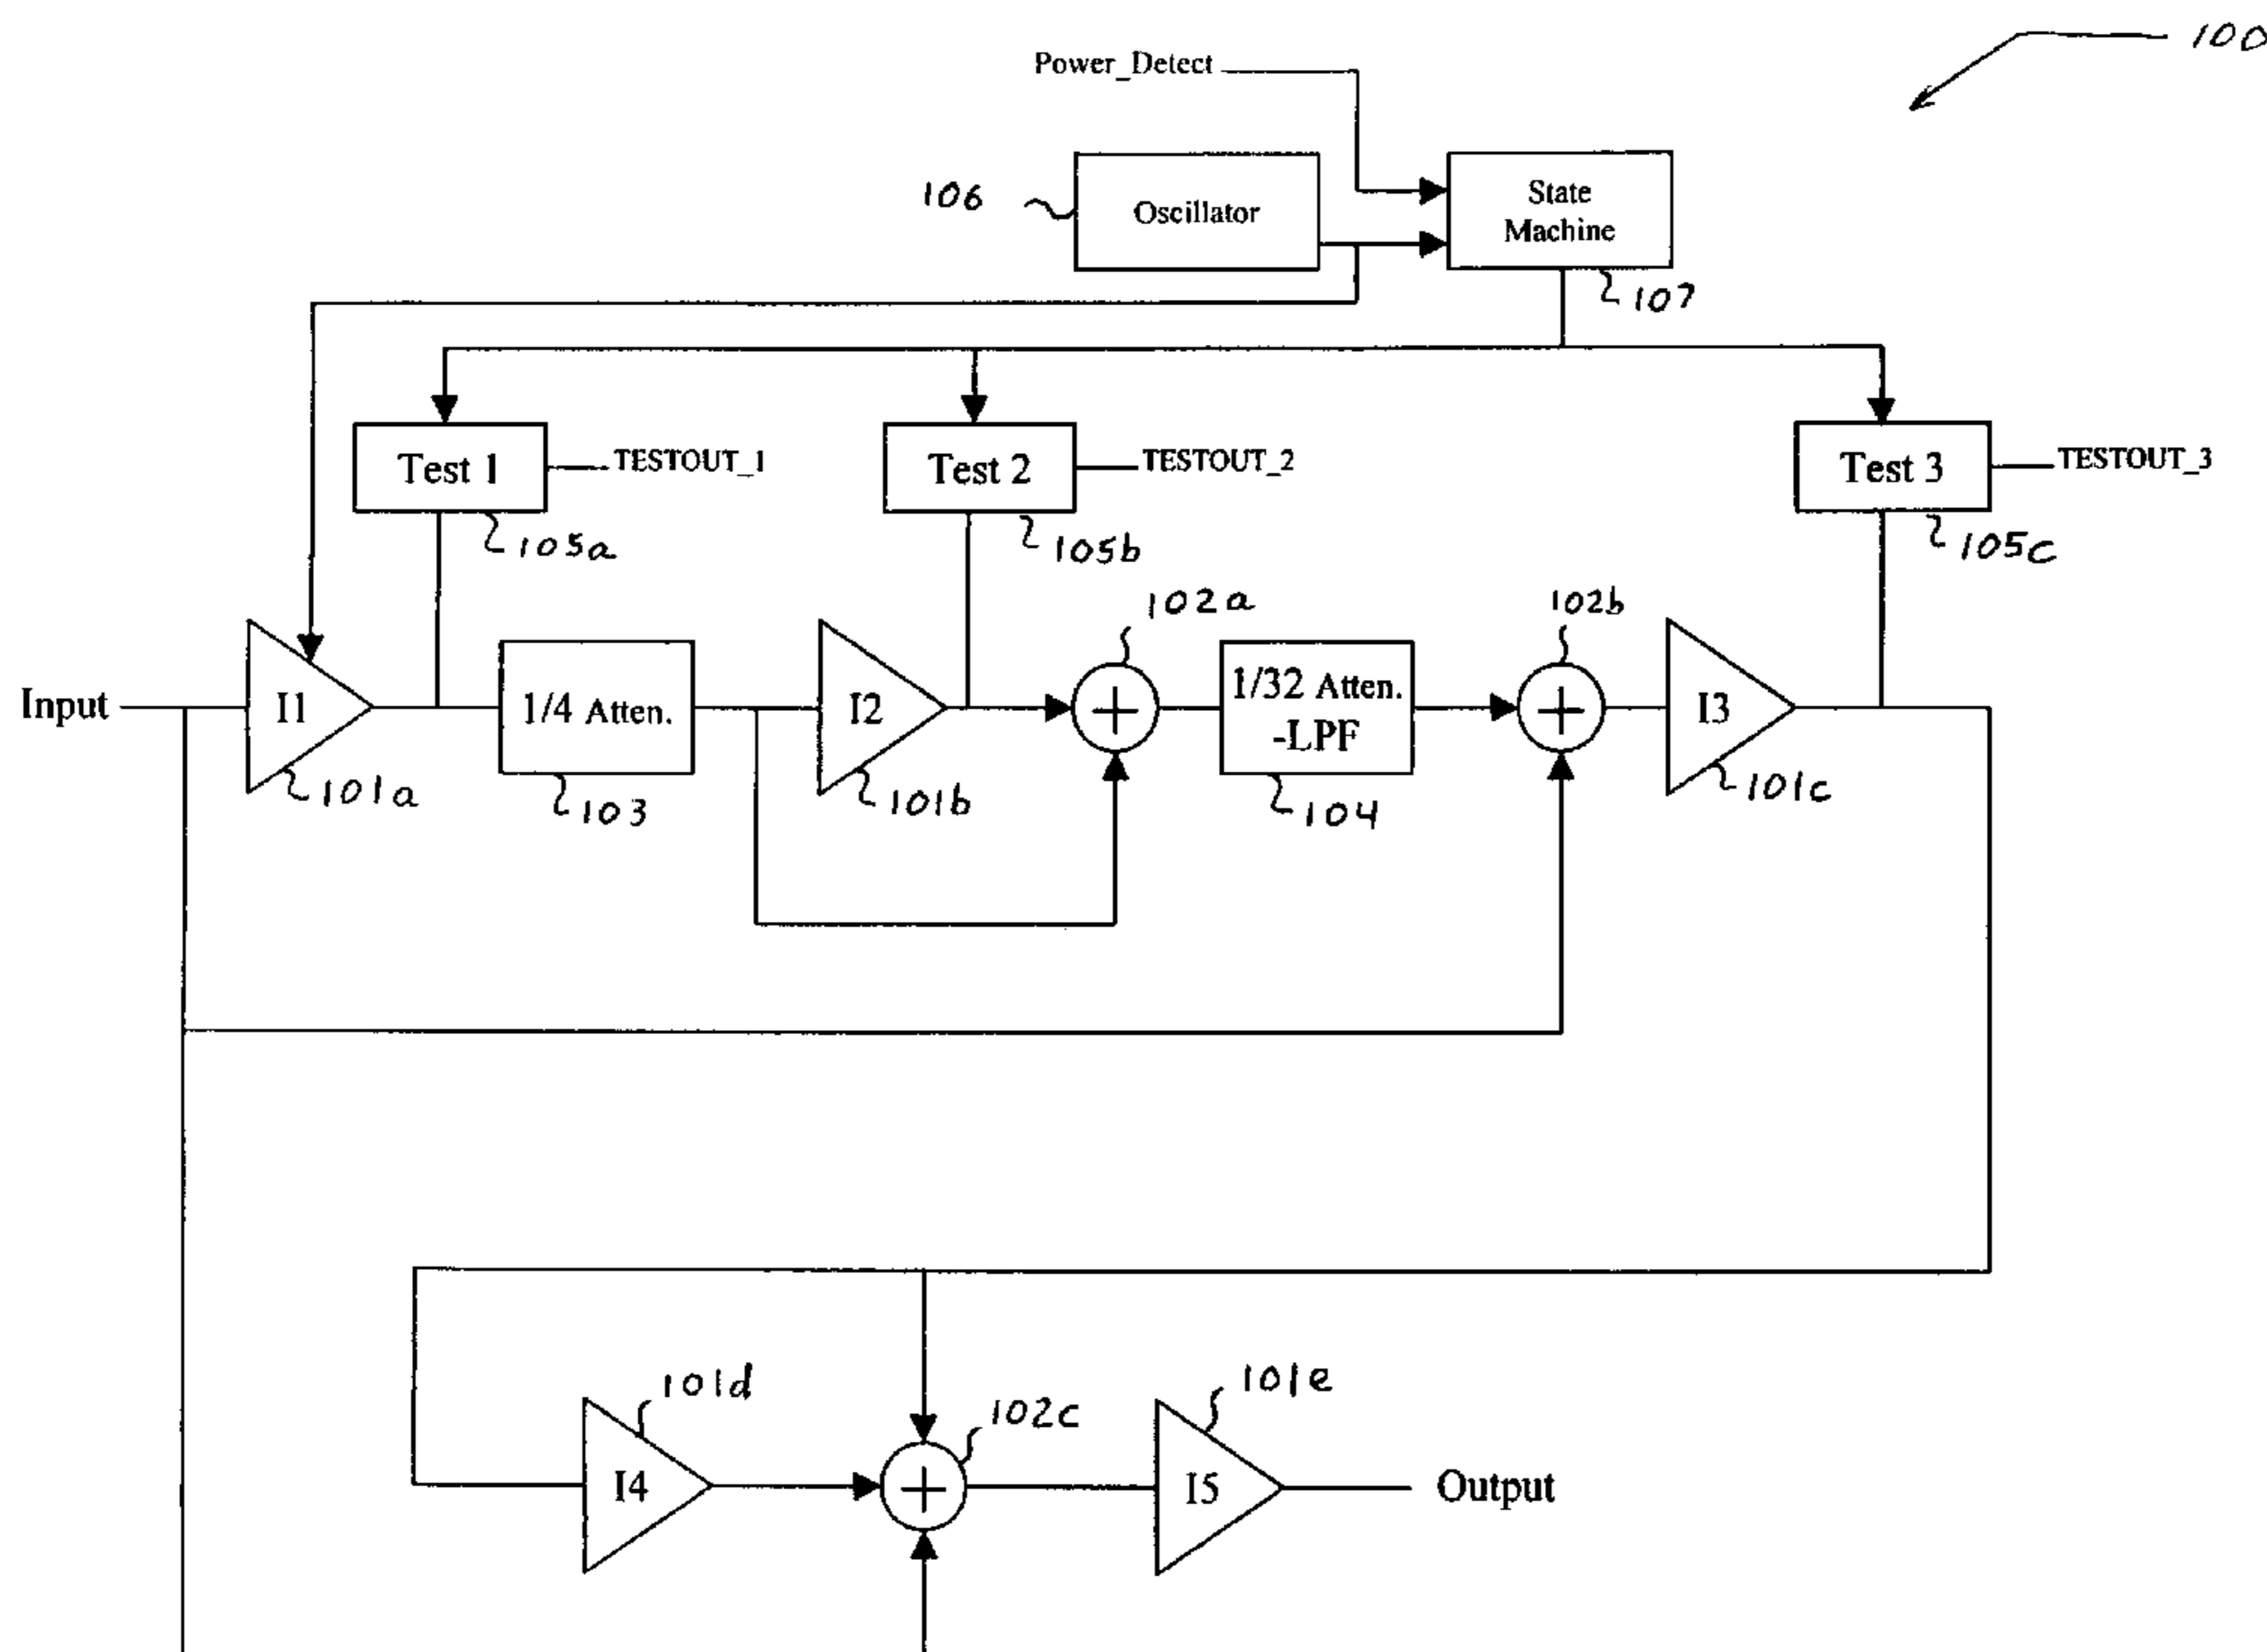 100
Power_Detect
106
Oscillator
State
Machine
107
Test 1
TESTOUT_1
Test 2
TESTOUT_2
Test 3
TESTOUT_3
105a
105b
105c
102a
102b
Input
I1
1/4 Atten.
I2
+
1/32 Atten.
-LPF
+
I3
101a
103
101b
104
101c
101d
102c
101e
I4
+
I5
Output